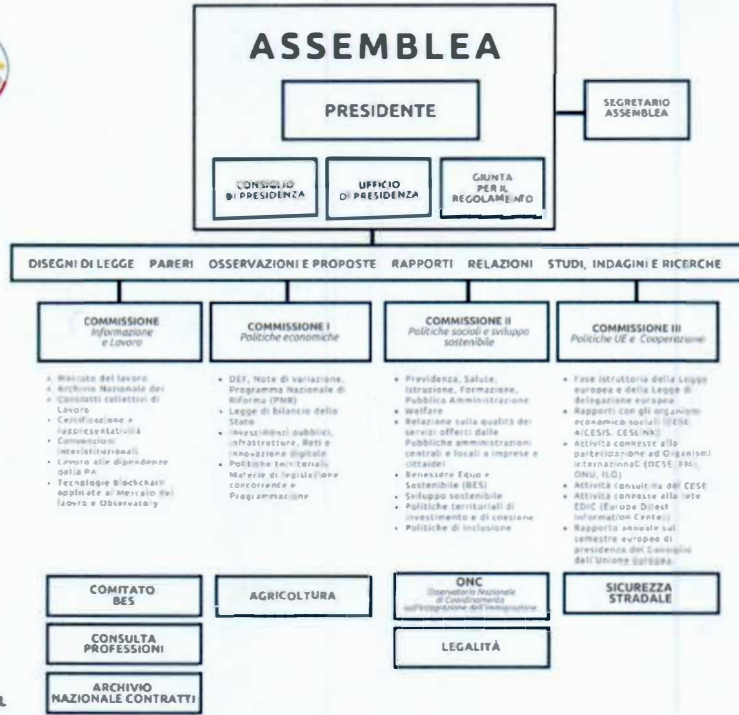 ASSEMBLEA
PRESIDENTE
SEGRETARIO
ASSEMBLEA
CONSIGLIO
DI PRESIDENZA
UFFICIO
DI PRESIDENZA
GIUNTA
PER IL
REGOLAMENTO
DISEGNI DI LEGGE PARERI OSSERVAZIONI E PROPOSTE RAPPORTI RELAZIONI STUDI, INDAGINI E RICERCHE
COMMISSIONE
Informazione
e Lavoro
• Mercato del lavoro
• Archivio Nazionale dei
• Contratti collettivi di
Lavoro
• Certificazione e
rappresentatività
• Convenzioni
interistituzionali
• Lavoro alle dipendenze
della PA
• Tecnologie Blockchain
applicate al Mercato del
lavoro e Observatory
COMMISSIONE I
Politiche economiche
• DEF, Note di variazione,
Programma Nazionale di
Riforma (PNR)
• Legge di bilancio dello
Stato
• Investimenti pubblici,
infrastrutture, Reti e
innovazione digitale
• Politiche territoriali
Materie di legislazione
concorrente e
Programmazione
COMMISSIONE II
Politiche sociali e sviluppo
sostenibile
• Previdenza, Salute,
Istruzione, Formazione,
Pubblica Amministrazione
• Welfare
• Relazione sulla qualità dei
servizi offerti dalle
Pubbliche amministrazioni
centrali e locali a imprese e
cittadini
• Benessere Equo e
Sostenibile (BES)
• Sviluppo sostenibile
• Politiche territoriali di
investimento e di coesione
• Politiche di inclusione
COMMISSIONE III
Politiche UE e Cooperazione
• Fase istruttoria della Legge
europea e della Legge di
delegazione europea
• Rapporti con gli organismi
economico sociali (CESE,
AICESIS, CESLINK)
• Attività connesse alla
partecipazione ad Organismi
internazionali (OCSE, FMI,
ONU, ILO)
• Attività consultiva del CESE
• Attività connesse alla rete
EDIC (Europe Direct
Information Center)
• Rapporto annuale sul
semestre europeo di
presidenza del Consiglio
dell'Unione Europea.
COMITATO
BES
CONSULTA
PROFESSIONI
ARCHIVIO
NAZIONALE CONTRATTI
AGRICOLTURA
ONC
Osservatorio Nazionale
di Coordinamento
sull'integrazione dell'immigrazione
LEGALITÀ
SICUREZZA
STRADALE